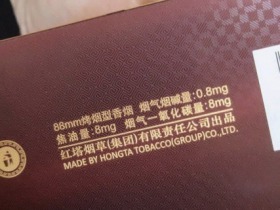 88mm烤烟型香烟 烟气烟碱量:0.8mg
焦油量:8mg 烟气一氧化碳量:8mg
红塔烟草(集团)有限责任公司出品
MADE BY HONGTA TOBACCO(GROUP)CO.,LTD.